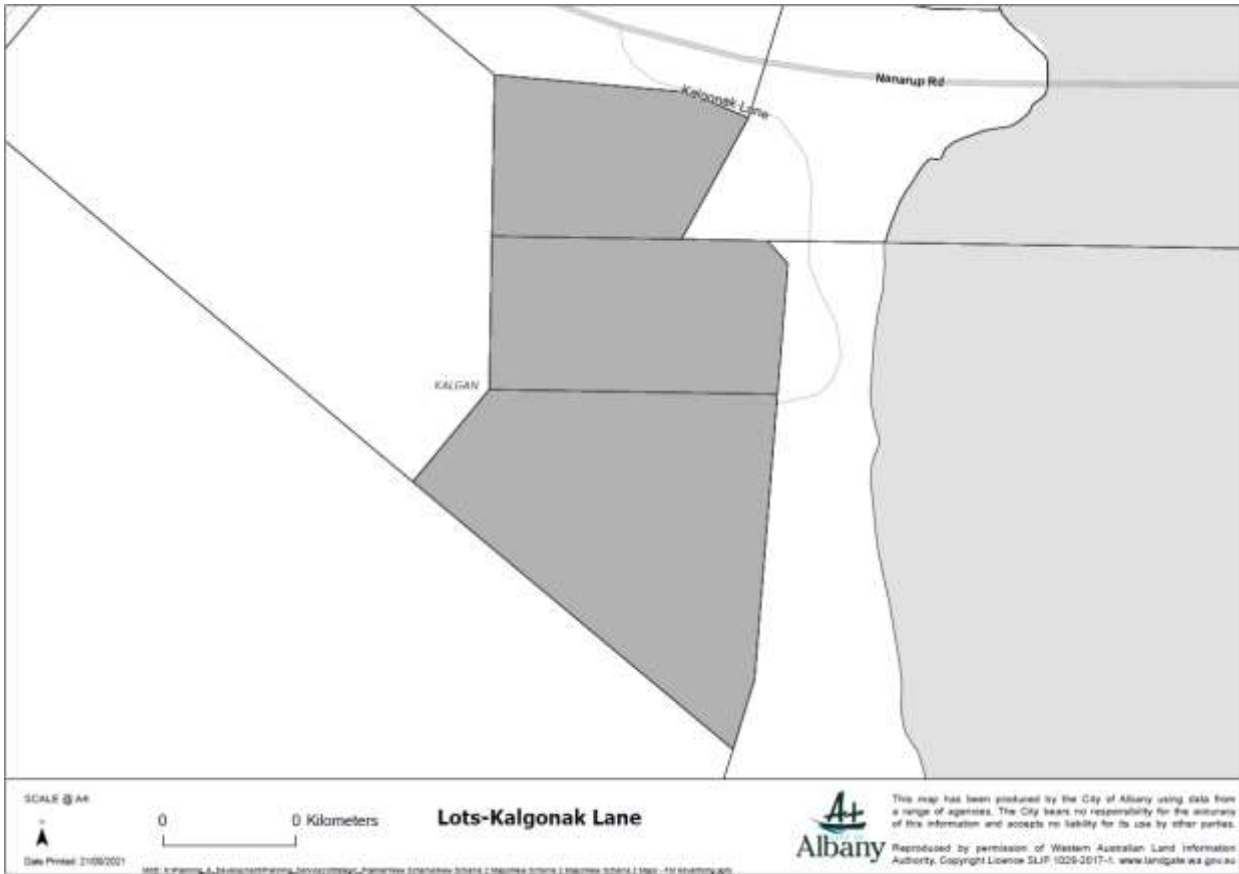 Nanarup Rd
Kalgonak Lane
KALGAN
SCALE @ A4
0 0 Kilometers
Lots-Kalgonak Lane
Albany
This map has been produced by the City of Albany using data from
a range of agencies. The City bears no responsibility for the accuracy
of this information and accepts no liability for its use by other parties.
Reproduced by permission of Western Australian Land Information
Authority, Copyright Licence SLIP 1029-2017-1. www.landgate.wa.gov.au
Date Printed: 21/09/2021